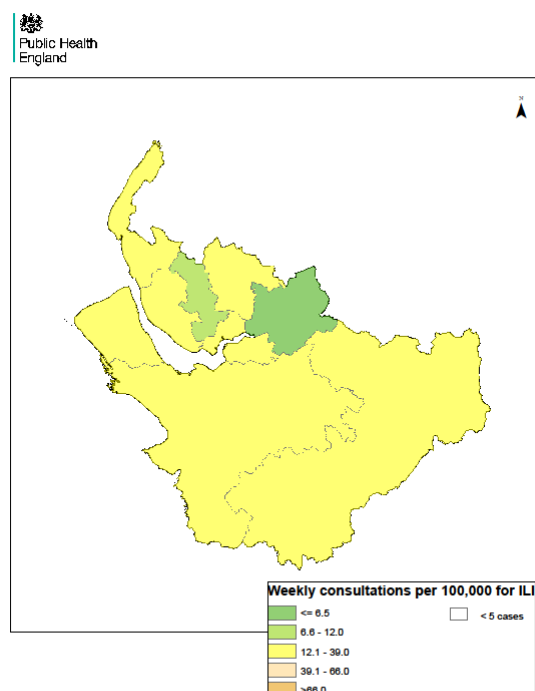 Public Health
England
N
Weekly consultations per 100,000 for ILI
<= 6.5
< 5 cases
6.6 - 12.0
12.1 - 39.0
39.1 - 66.0
>66.0